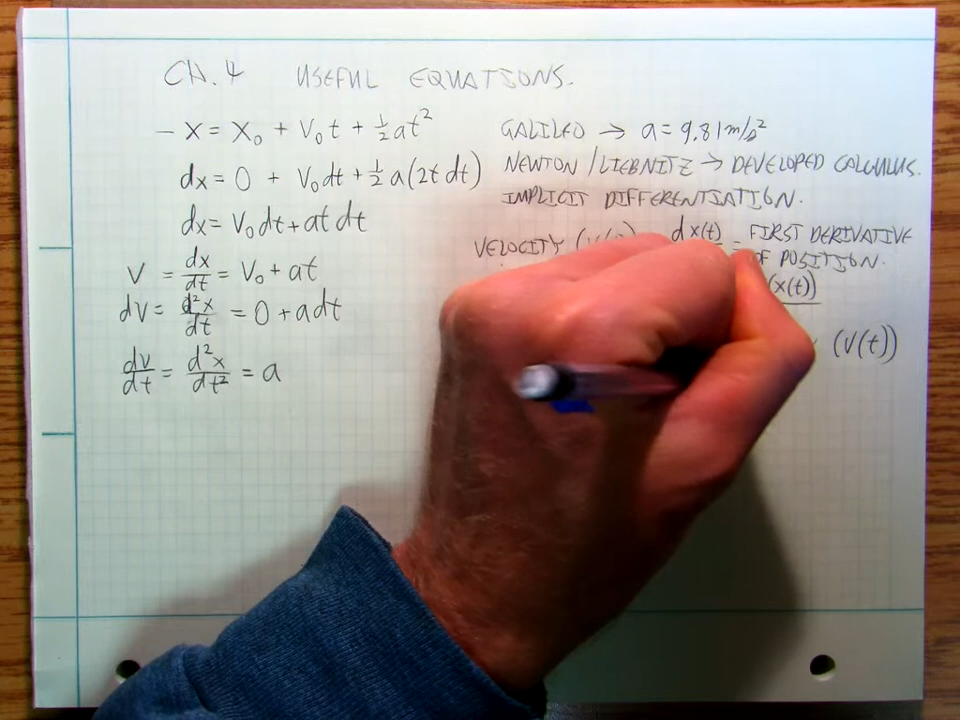 CH. 4 USEFUL EQUATIONS.
- X = X₀ + V₀t + ½at²
GALILEO → a = 9.81m/s²
dx = 0 + V₀dt + ½a(2t dt)
NEWTON / LIEBNITZ → DEVELOPED CALCULUS.
IMPLICIT DIFFERENTIATION.
dx = V₀dt + at dt
VELOCITY (V(t) dx(t) = FIRST DERIVATIVE
OF POSITION.
V = dx/dt = V₀ + at
(x(t))
dV = d²x/dt = 0 + adt
(V(t))
dv/dt = d²x/dt² = a